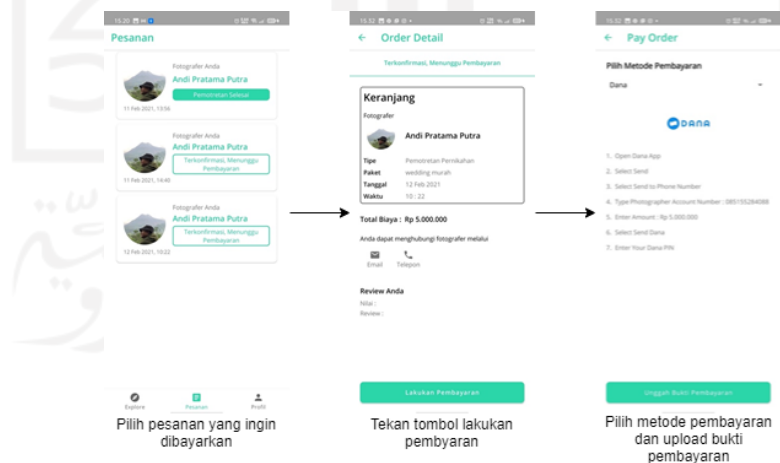 15.20
Pesanan
Fotografer Anda
Andi Pratama Putra
Pemotretan Selesai
11 Feb 2021, 13:56
Fotografer Anda
Andi Pratama Putra
Terkonfirmasi, Menunggu
Pembayaran
11 Feb 2021, 14:40
Fotografer Anda
Andi Pratama Putra
Terkonfirmasi, Menunggu
Pembayaran
12 Feb 2021, 10:22
Explore
Pesanan
Profil
Pilih pesanan yang ingin
dibayarkan
15.32
Order Detail
Terkonfirmasi, Menunggu Pembayaran
Keranjang
Fotografer
Andi Pratama Putra
Tipe Pemotretan Pernikahan
Paket wedding murah
Tanggal 12 Feb 2021
Waktu 10 : 22
Total Biaya : Rp 5.000.000
Anda dapat menghubungi fotografer melalui
Email
Telepon
Review Anda
Nilai :
Review :
Lakukan Pembayaran
Tekan tombol lakukan
pembyaran
15.32
Pay Order
Pilih Metode Pembayaran
Dana
DANA
1. Open Dana App
2. Select Send
3. Select Send to Phone Number
4. Type Photographer Account Number : 085155284088
5. Enter Amount : Rp 5.000.000
6. Select Send Dana
7. Enter Your Dana PIN
Unggah Bukti Pembayaran
Pilih metode pembayaran
dan upload bukti
pembayaran